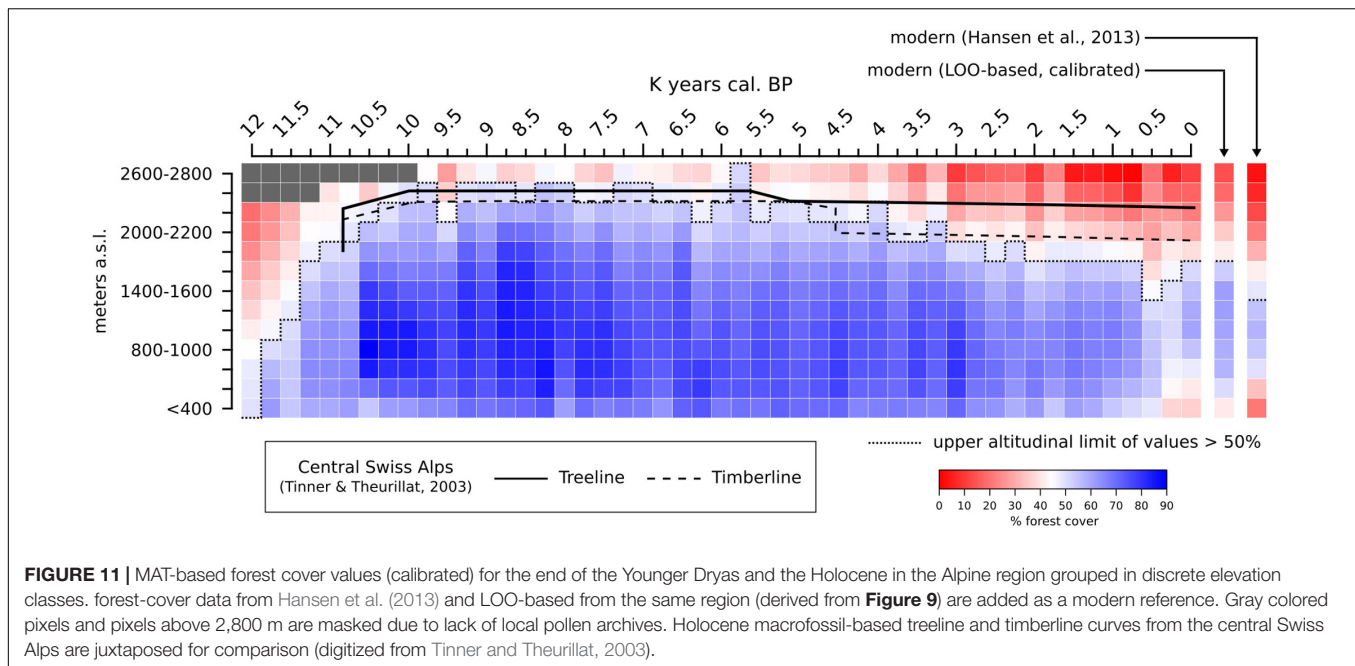 modern (Hansen et al., 2013)
modern (LOO-based, calibrated)
K years cal. BP
12
11.5
11
10.5
10
9.5
9
8.5
8
7.5
7
6.5
6
5.5
5
4.5
4
3.5
3
2.5
2
1.5
1
0.5
0
meters a.s.l.
2600-2800
2000-2200
1400-1600
800-1000
<400
upper altitudinal limit of values > 50%
Central Swiss Alps
(Tinner & Theurillat, 2003)
Treeline
Timberline
0 10 20 30 40 50 60 70 80 90
% forest cover
FIGURE 11 | MAT-based forest cover values (calibrated) for the end of the Younger Dryas and the Holocene in the Alpine region grouped in discrete elevation
classes. forest-cover data from Hansen et al. (2013) and LOO-based from the same region (derived from Figure 9) are added as a modern reference. Gray colored
pixels and pixels above 2,800 m are masked due to lack of local pollen archives. Holocene macrofossil-based treeline and timberline curves from the central Swiss
Alps are juxtaposed for comparison (digitized from Tinner and Theurillat, 2003).